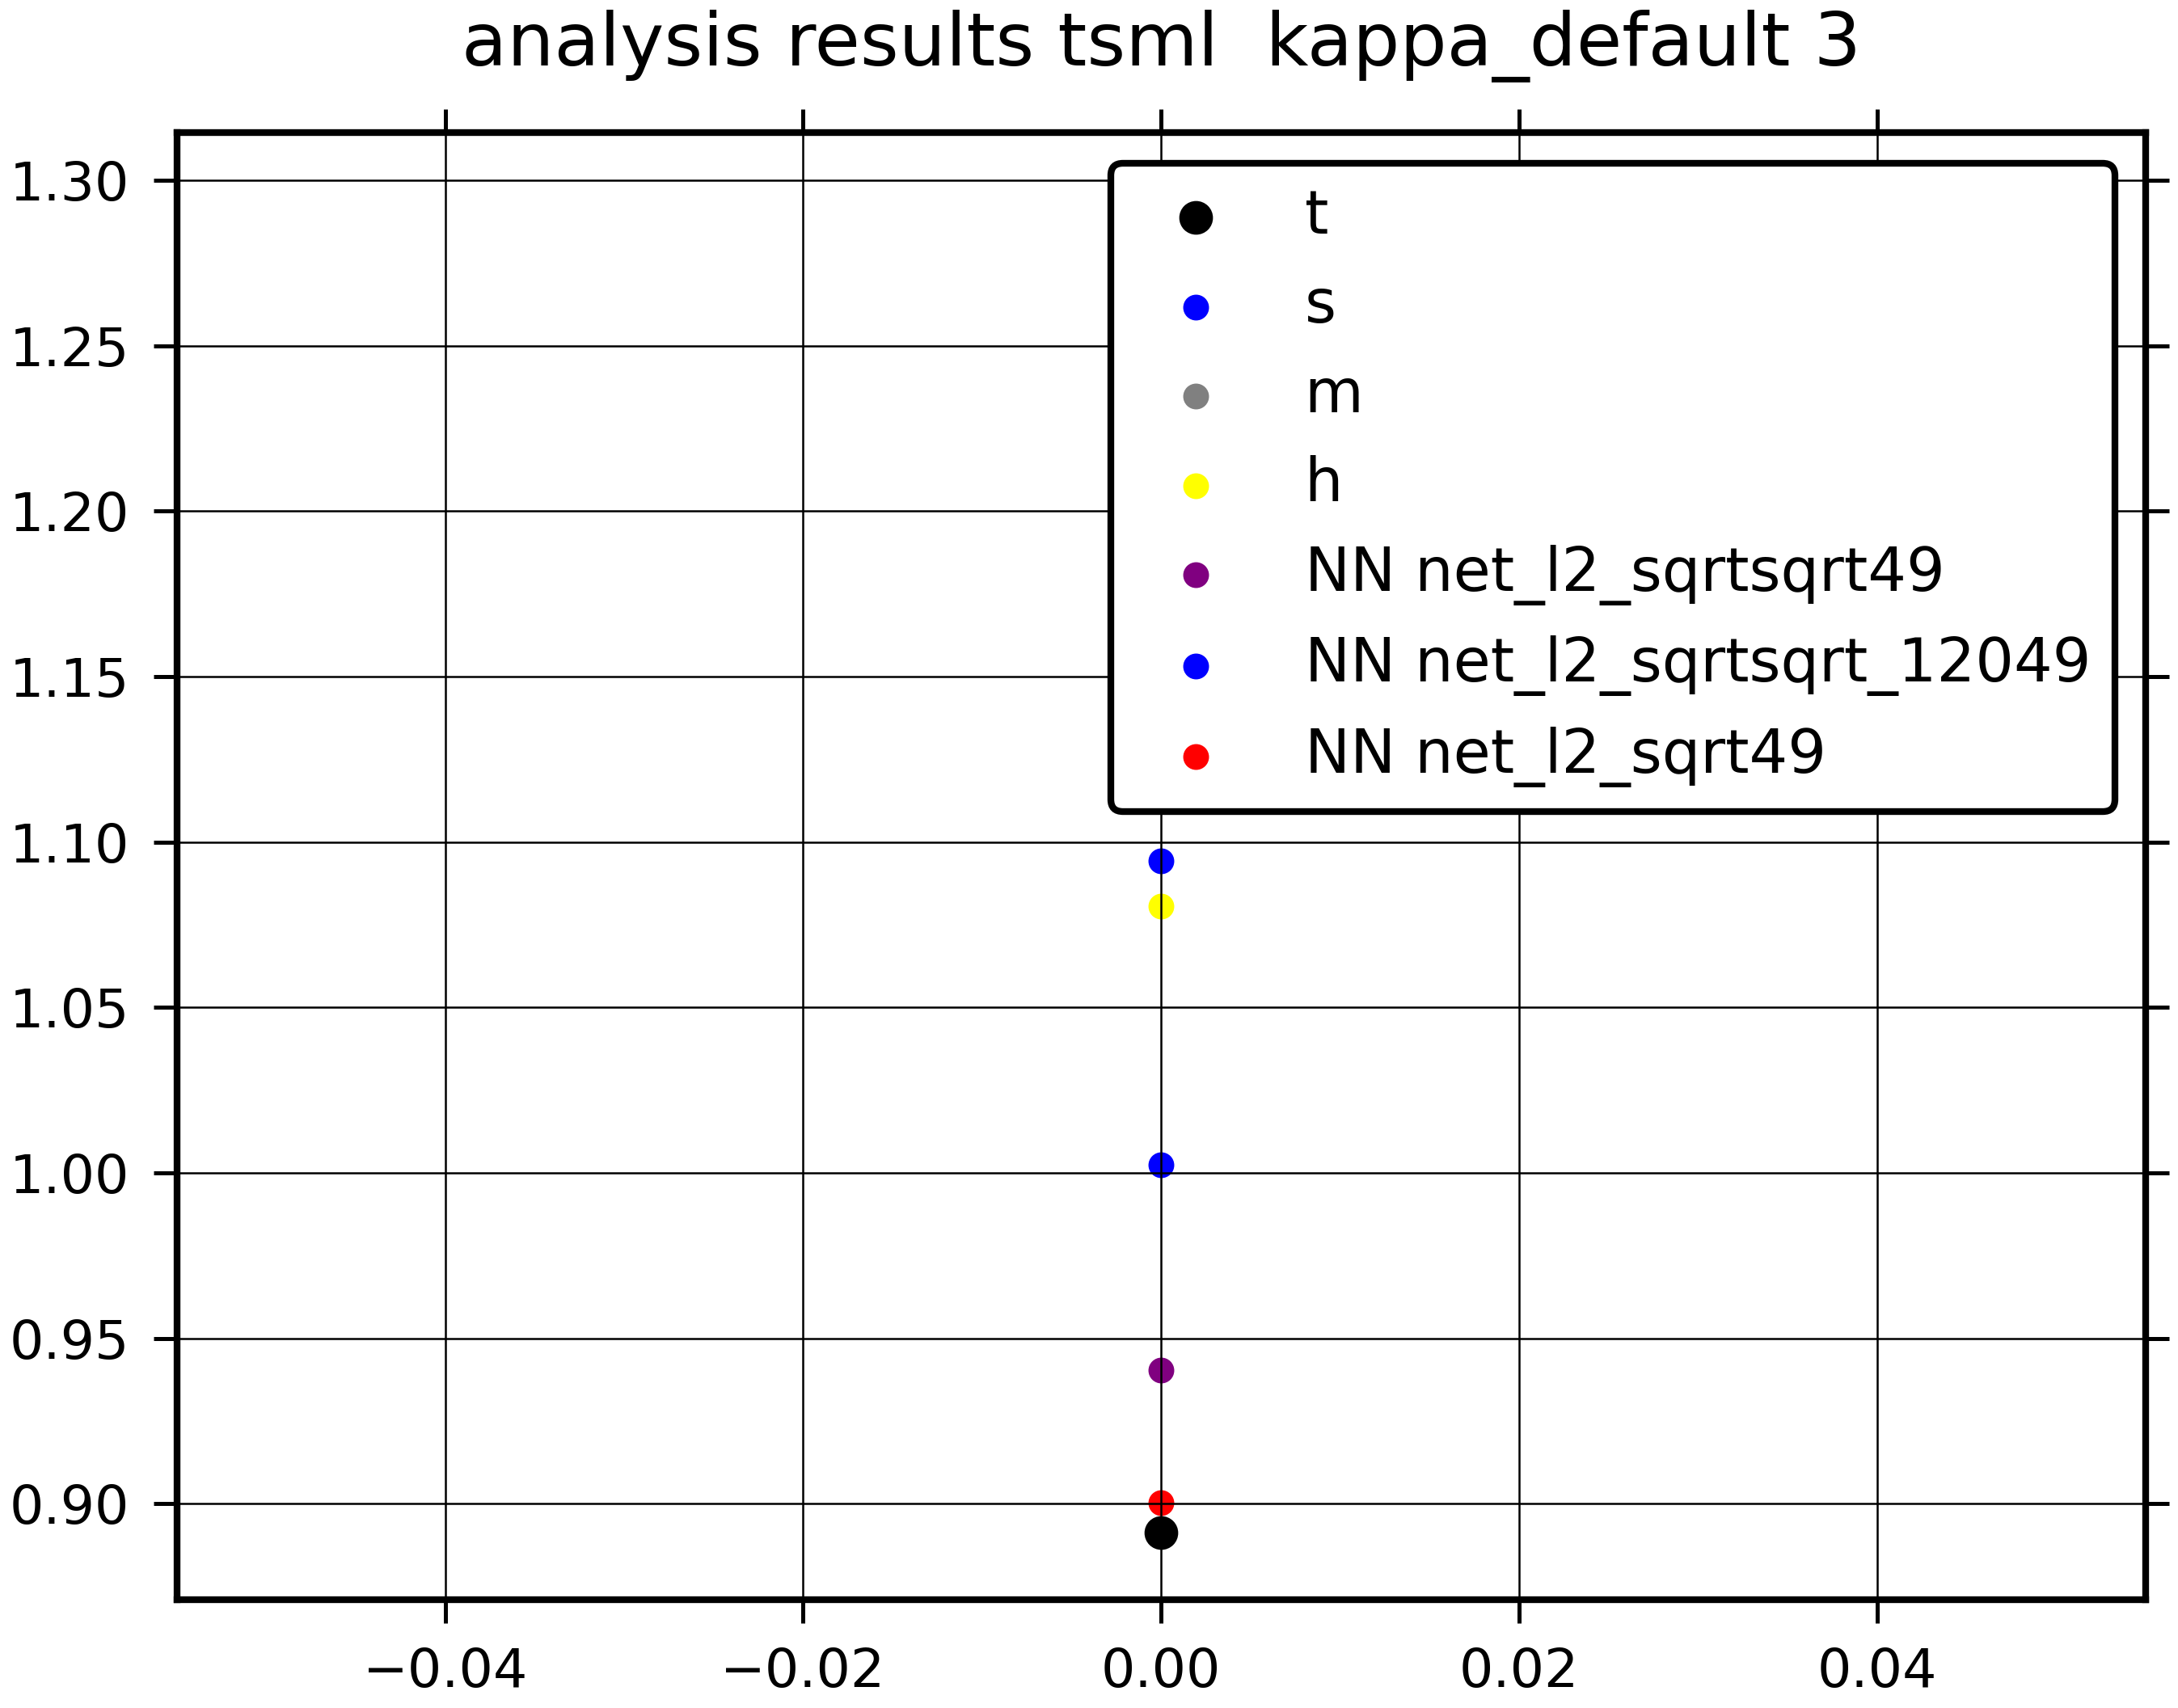 analysis results tsml  kappa_default 3
1.30
1.25
1.20
1.15
1.10
1.05
1.00
0.95
0.90
t
s
m
h
NN net_l2_sqrtsqrt49
NN net_l2_sqrtsqrt_12049
NN net_l2_sqrt49
−0.04 −0.02 0.00 0.02 0.04